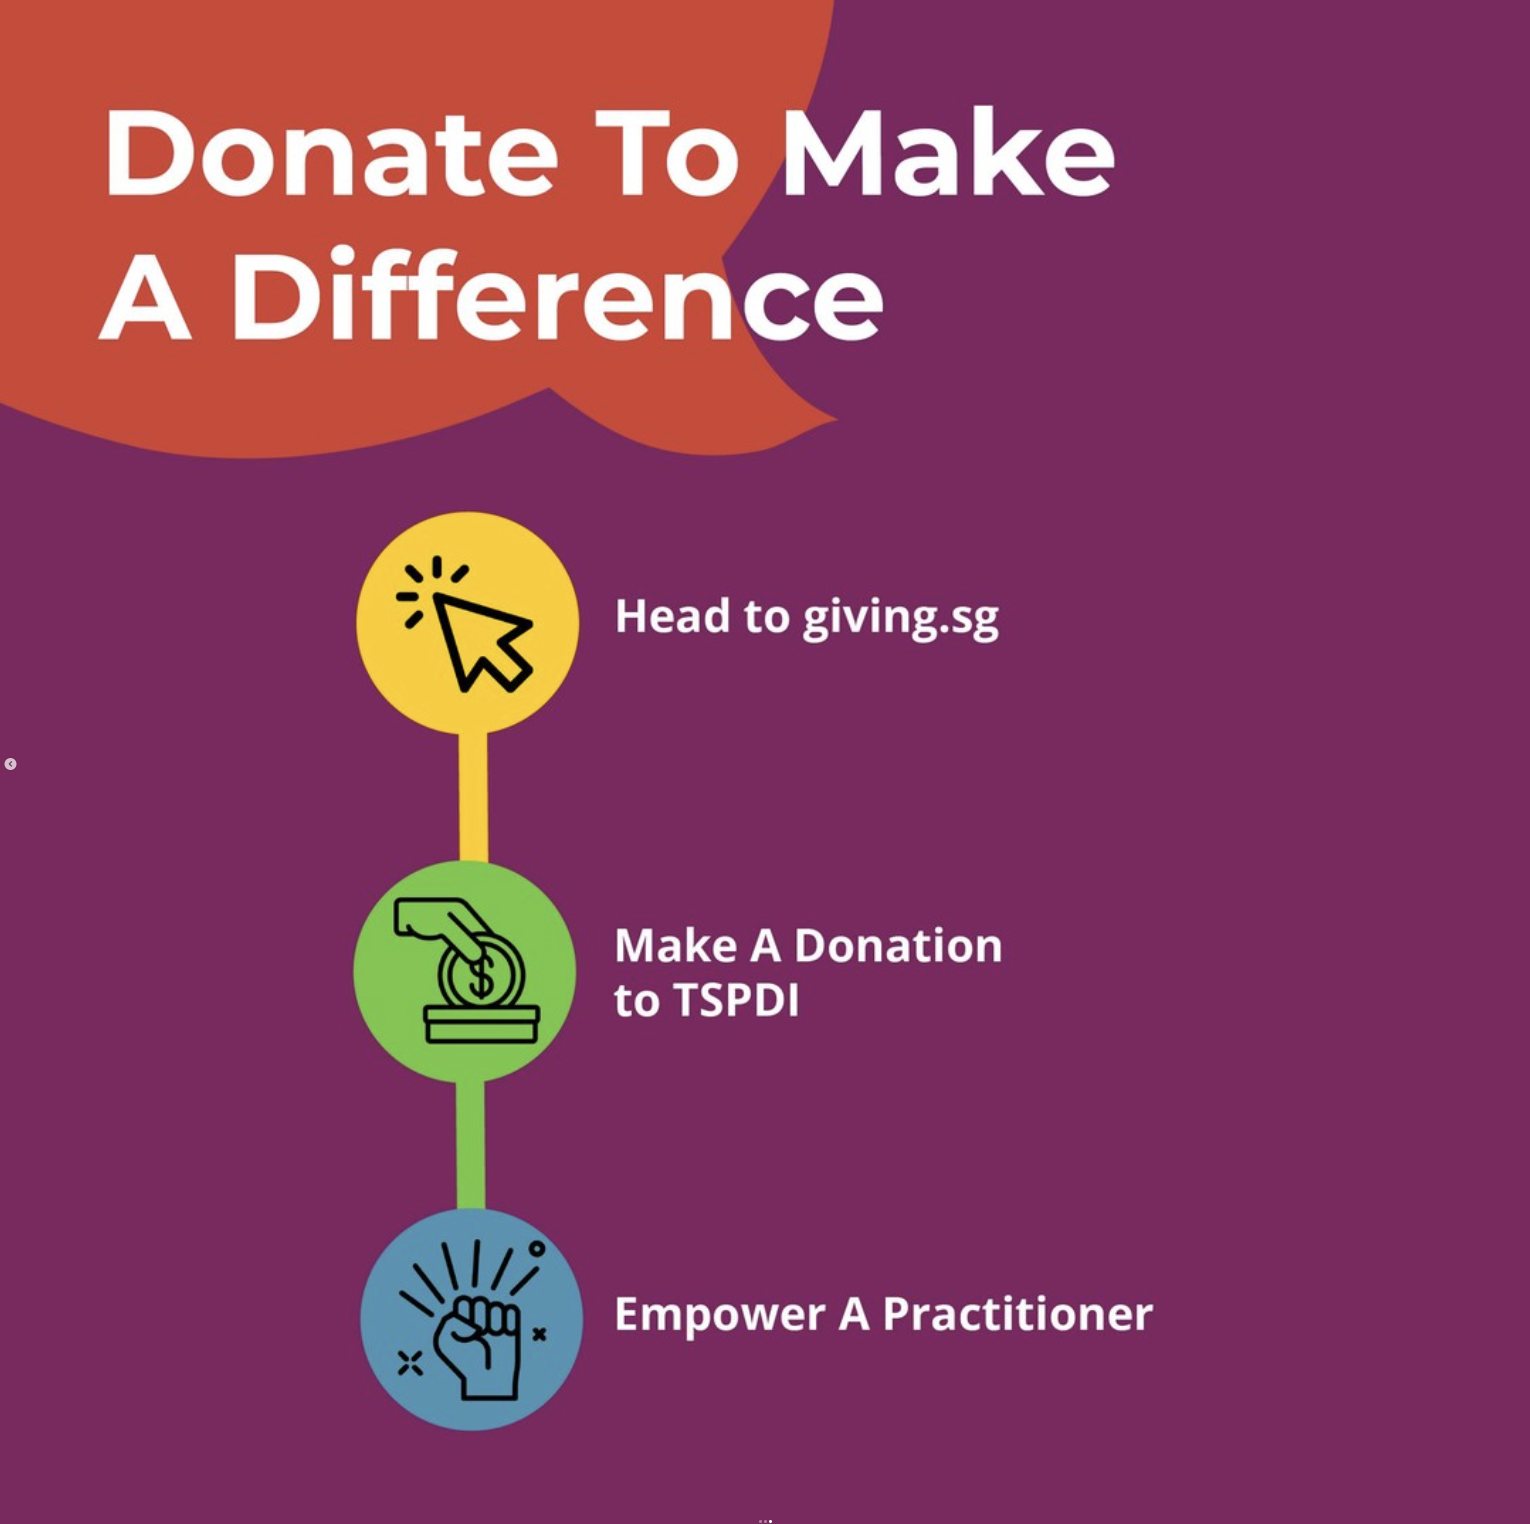 Donate To Make
A Difference
Head to giving.sg
Make A Donation
to TSPDI
Empower A Practitioner